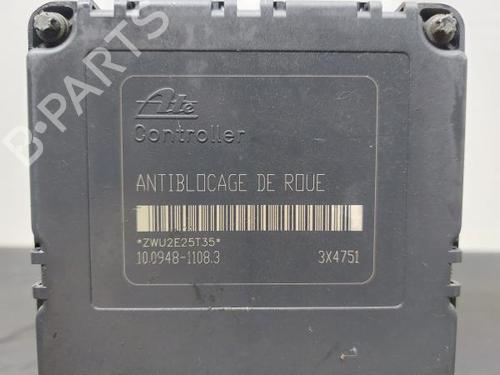 B-PARTS
Ate
Controller
ANTIBLOCAGE DE ROUE
*ZWU2E25T35*
10.0948-1108.3 3X4751